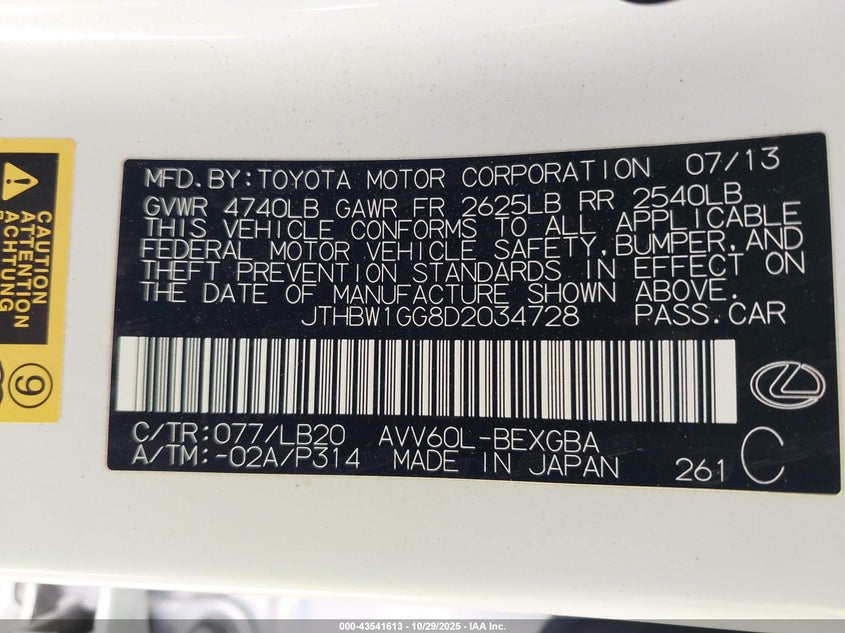 MFD.BY:TOYOTA MOTOR CORPORATION 07/13
GVWR 4740LB GAWR FR 2625LB RR 2540LB
THIS VEHICLE CONFORMS TO ALL APPLICABLE
FEDERAL MOTOR VEHICLE SAFETY,BUMPER,AND
THEFT PREVENTION STANDARDS IN EFFECT ON
THE DATE OF MANUFACTURE SHOWN ABOVE.
JTHBW1GG8D2034728 PASS.CAR
C/TR:077/LB20 AVV60L-BEXGBA
A/TM:-02A/P314 MADE IN JAPAN 261 C
CAUTION
ATTENTION
ACHTUNG
9
000-43541613 - 10/29/2025 - IAA Inc.